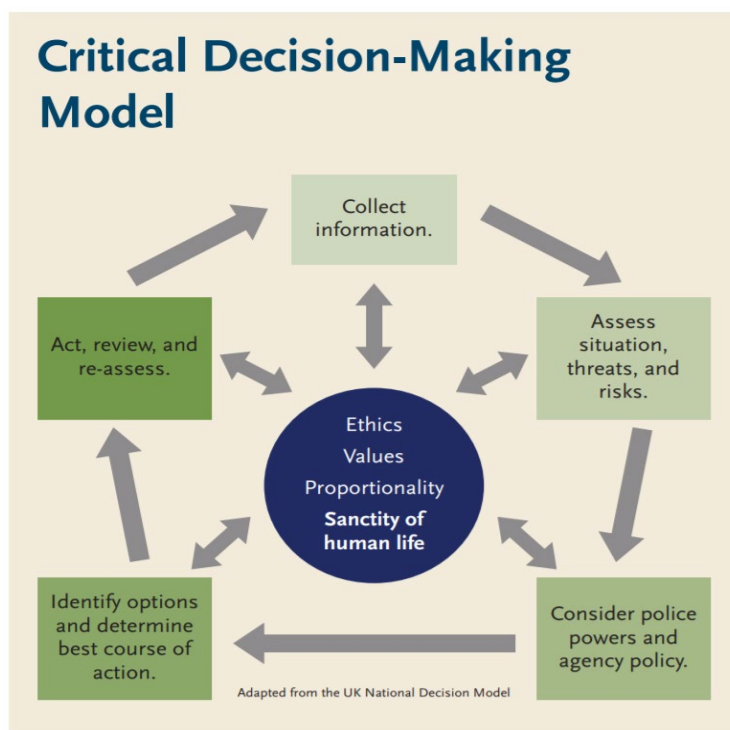 Critical Decision-Making
Model
Collect
information.
Assess
situation,
threats, and
risks.
Consider police
powers and
agency policy.
Identify options
and determine
best course of
action.
Act, review, and
re-assess.
Ethics
Values
Proportionality
Sanctity of
human life
Adapted from the UK National Decision Model